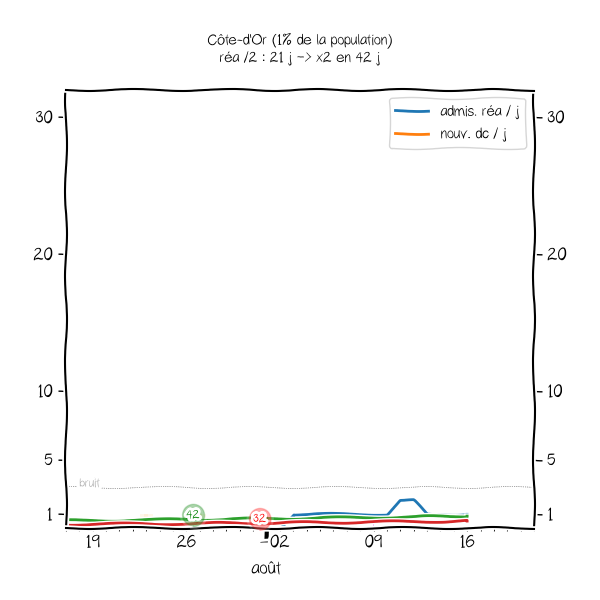 Côte-d'Or (1% de la population)
réa /2 : 21 j -> x2 en 42 j
admis. réa / j
nouv. dc / j
30
30
20
20
10
10
5
5
bruit
1
42
32
1
19
26
02
09
16
août